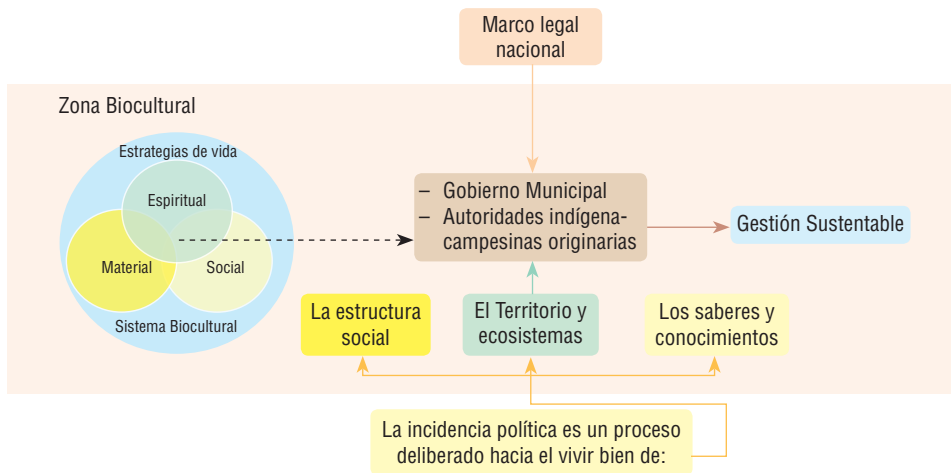 Marco legal
nacional
Zona Biocultural
Estrategias de vida
Espiritual
Material
Social
Sistema Biocultural
– Gobierno Municipal
– Autoridades indígena-
campesinas originarias
Gestión Sustentable
La estructura
social
El Territorio y
ecosistemas
Los saberes y
conocimientos
La incidencia política es un proceso
deliberado hacia el vivir bien de: